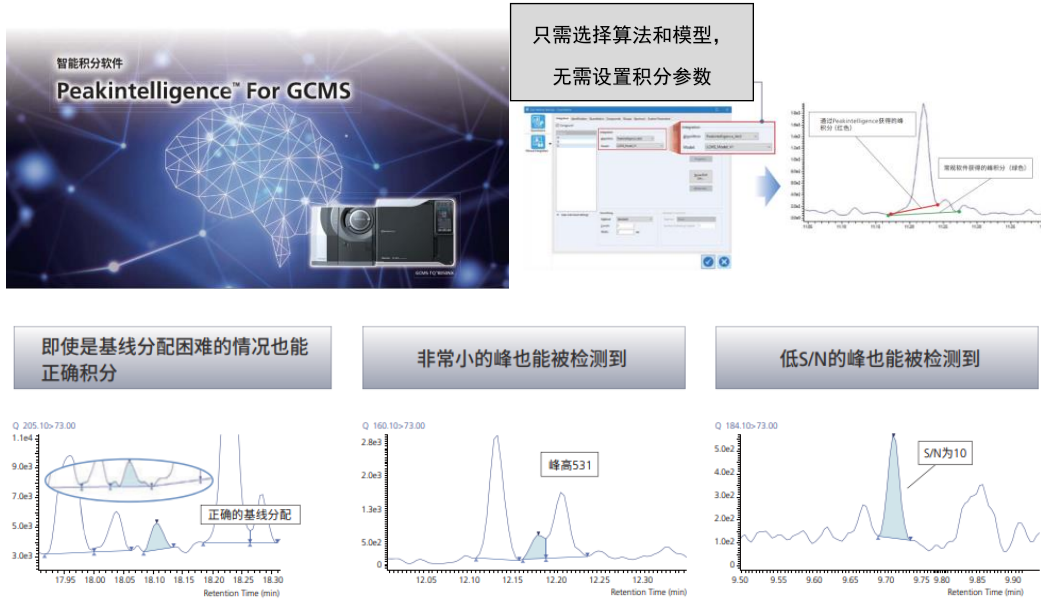 智能积分软件
Peakintelligence™ For GCMS
GCMS-TQ™8050NX
只需选择算法和模型，
无需设置积分参数
Integration
Algorithm
Model
通过Peakintelligence获得的峰
积分（红色）
常规软件获得的峰积分（绿色）
即使是基线分配困难的情况也能
正确积分
非常小的峰也能被检测到
低S/N的峰也能被检测到
Q 205.10>73.00
1.1e4
9.0e3
7.0e3
5.0e3
3.0e3
正确的基线分配
17.95 18.00 18.05 18.10 18.15 18.20 18.25 18.30
Retention Time (min)
Q 160.10>73.00
2.8e3
2.0e3
1.3e3
5.0e2
0
峰高531
12.05 12.10 12.15 12.20 12.25 12.30
Retention Time (min)
Q 184.10>73.00
5.0e2
4.0e2
3.0e2
2.0e2
1.0e2
0
S/N为10
9.50 9.55 9.60 9.65 9.70 9.75 9.80 9.85 9.90
Retention Time (min)